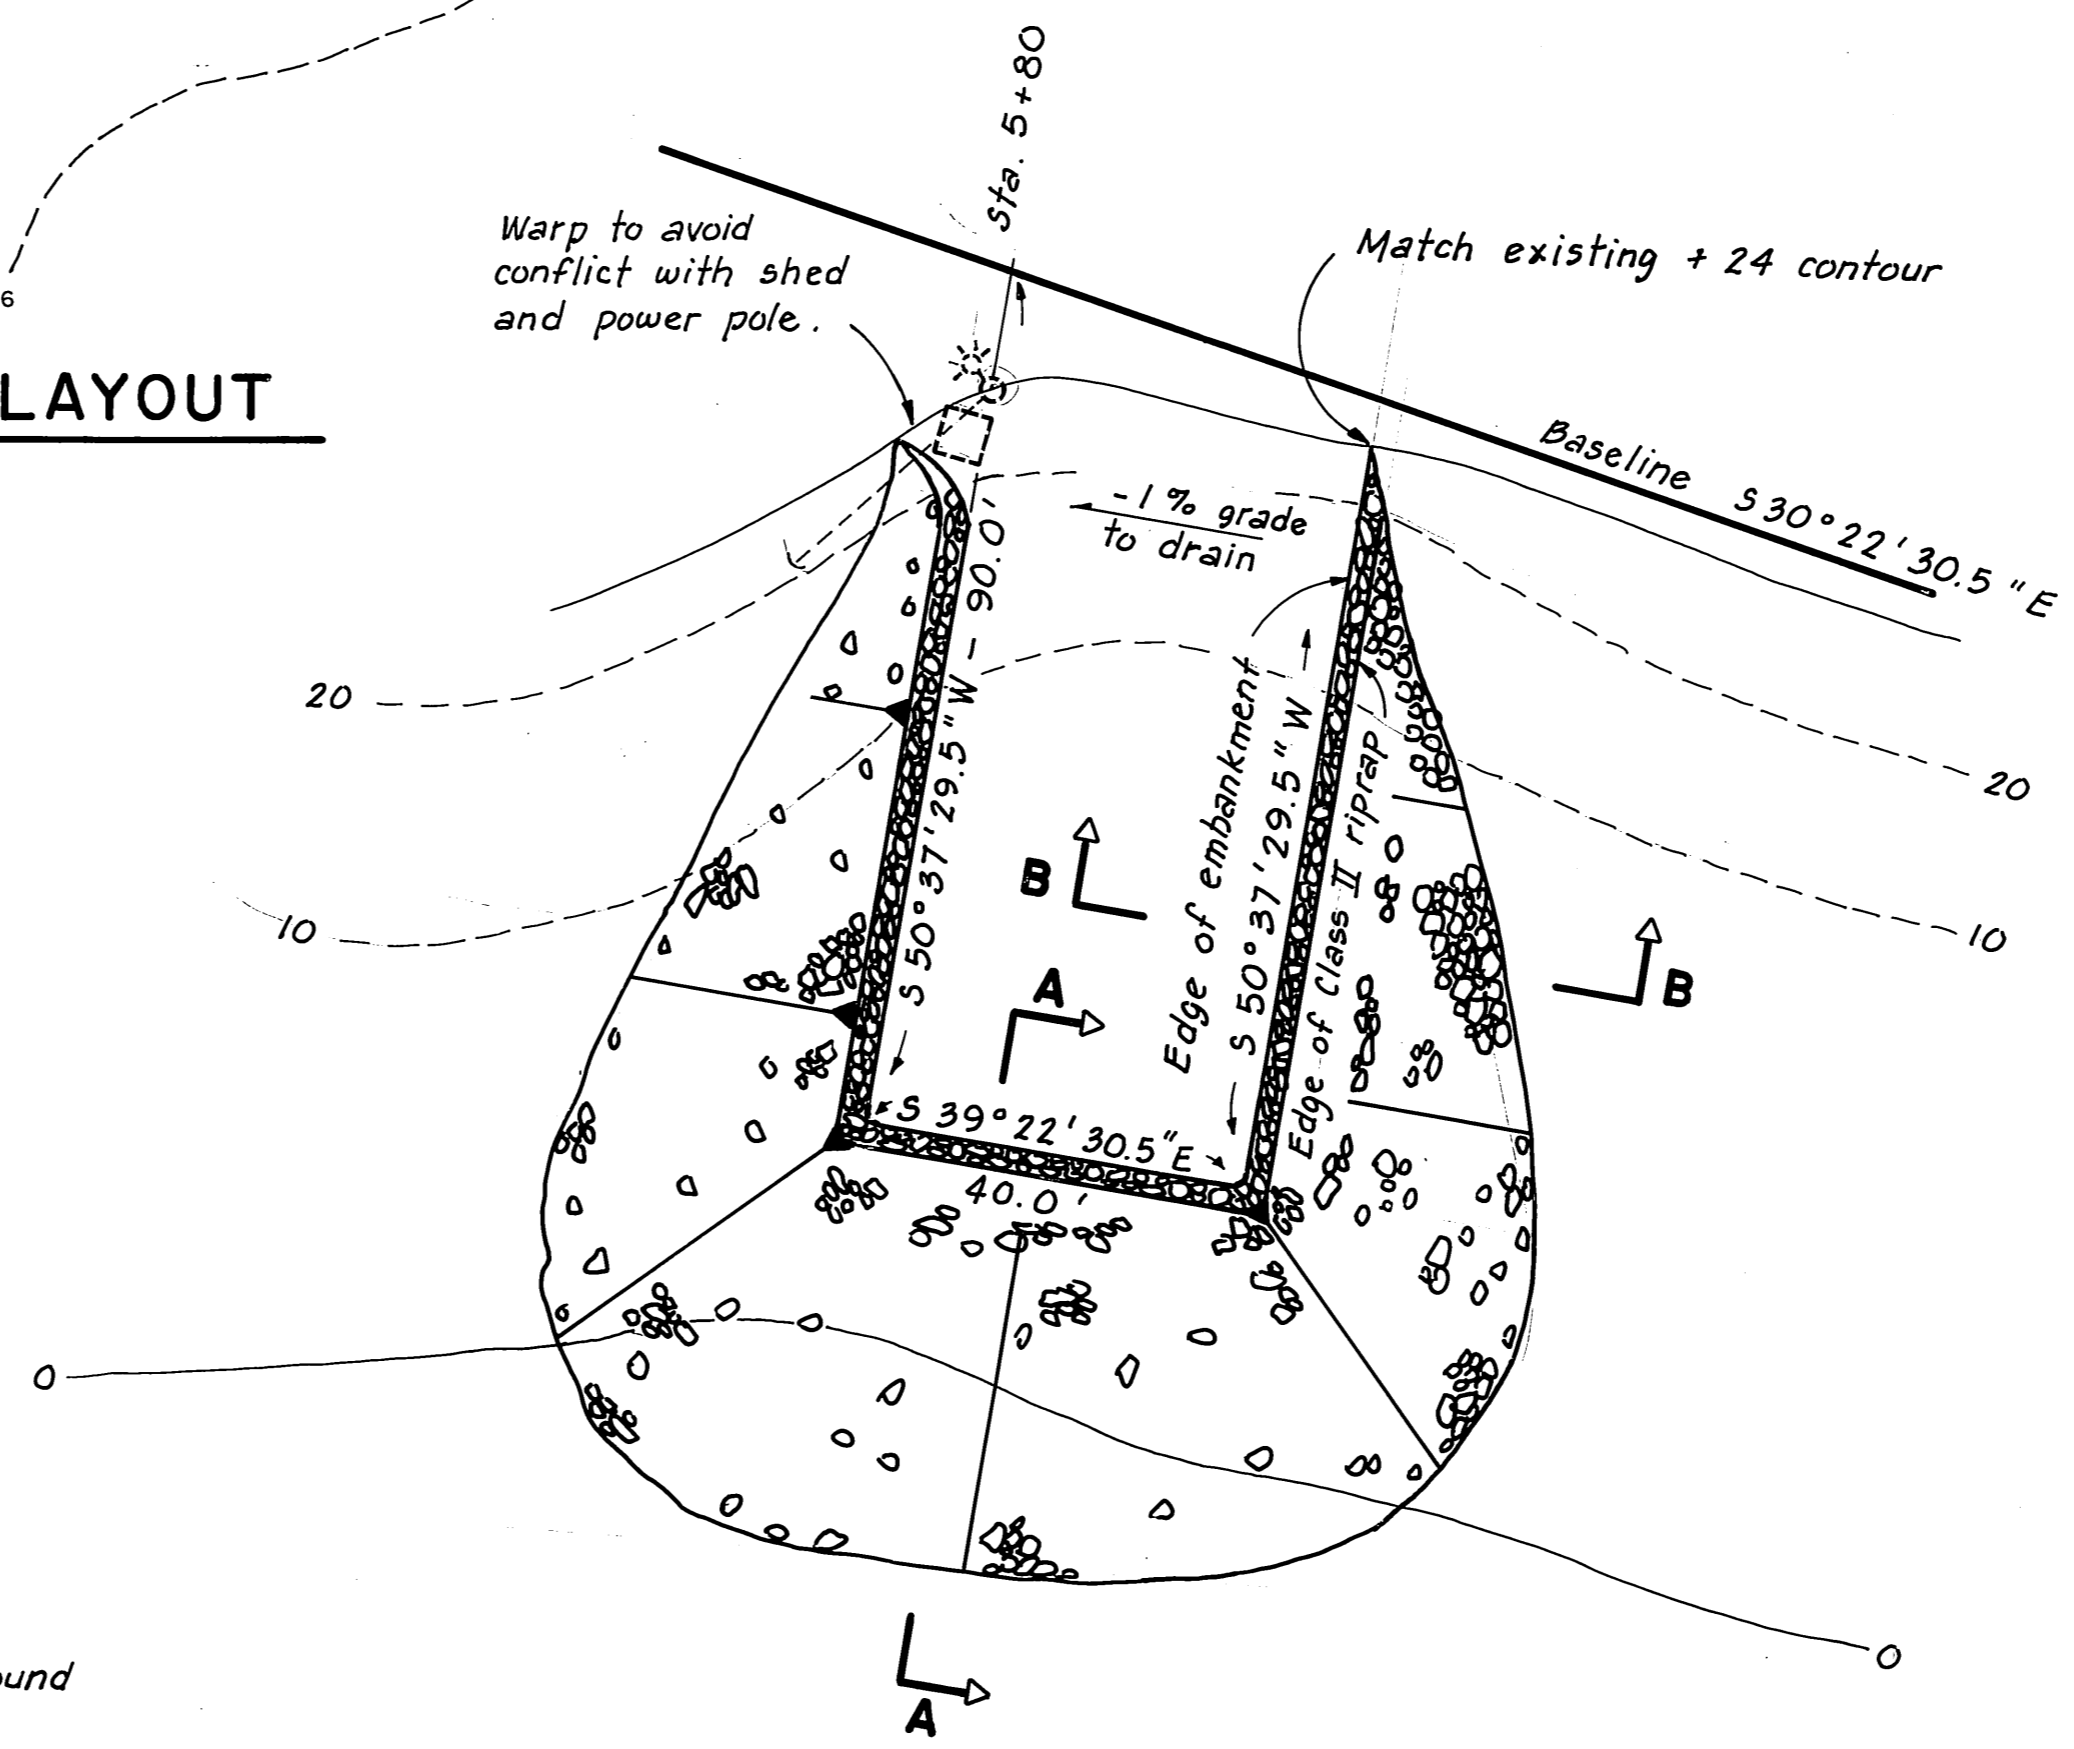 Sta. 5+80
Warp to avoid
conflict with shed
and power pole.
Match existing + 24 contour
6
LAYOUT
Baseline S 30° 22' 30.5 "E
-1% grade
to drain
S 50° 37' 29.5" W — 90.0'
Edge of embankment
S 50° 37' 29.5" W
Edge of Class II riprap
20
20
10
10
B
B
A
S 39° 22' 30.5" E
40.0'
0
0
ound
A